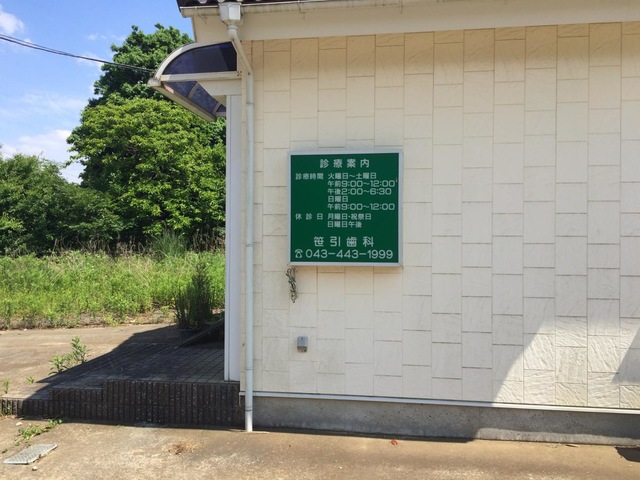 診療案内
診療時間 火曜日〜土曜日
午前9:00〜12:00
午後2:00〜6:30
日曜日
午前9:00〜12:00
休診日 月曜日・祝祭日
日曜日午後
笹引歯科
☎043-443-1999